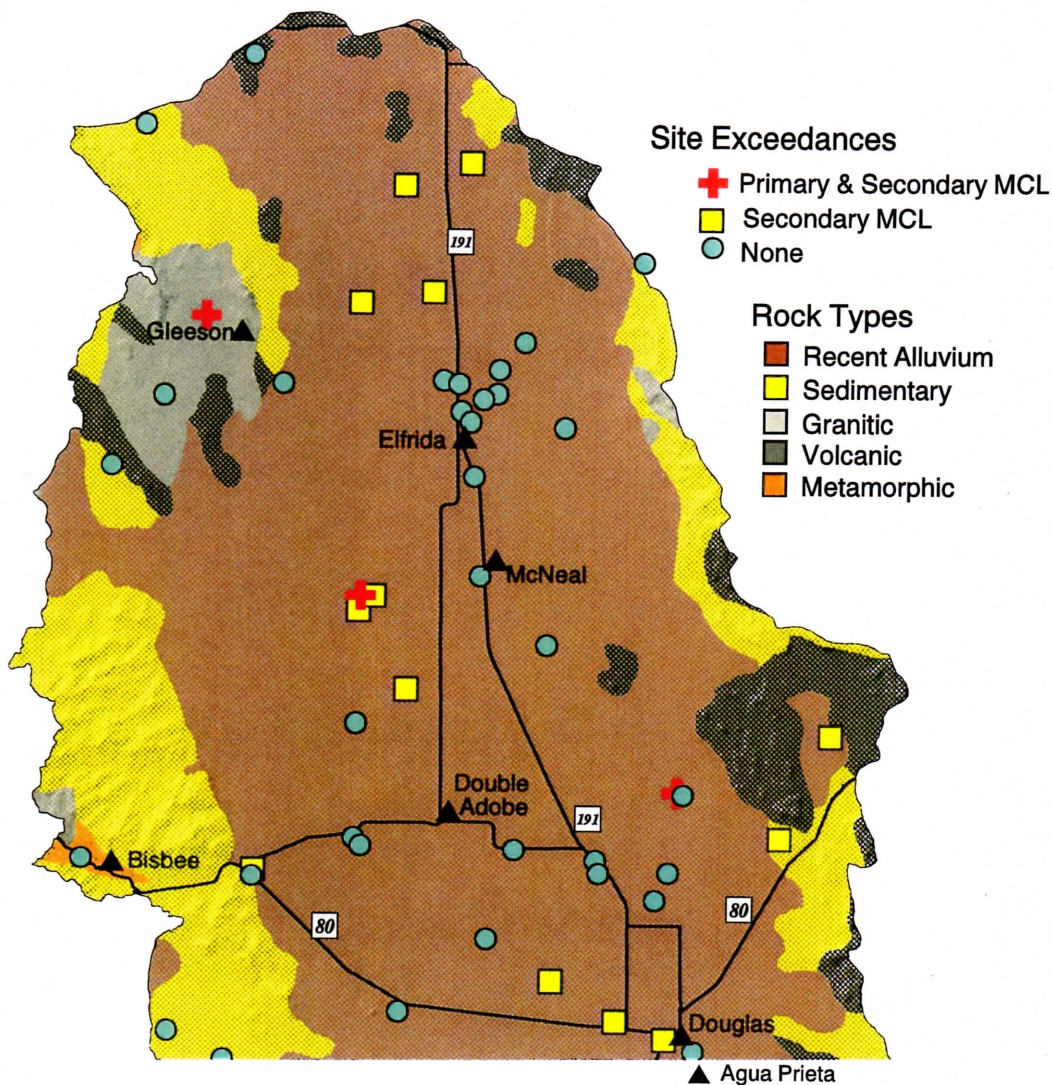 Site Exceedances
Primary & Secondary MCL
Secondary MCL
None
191
Rock Types
Gleeson
Recent Alluvium
Sedimentary
Granitic
Volcanic
Metamorphic
Elfrida
McNeal
Double
Adobe
191
Bisbee
80
80
Douglas
Agua Prieta